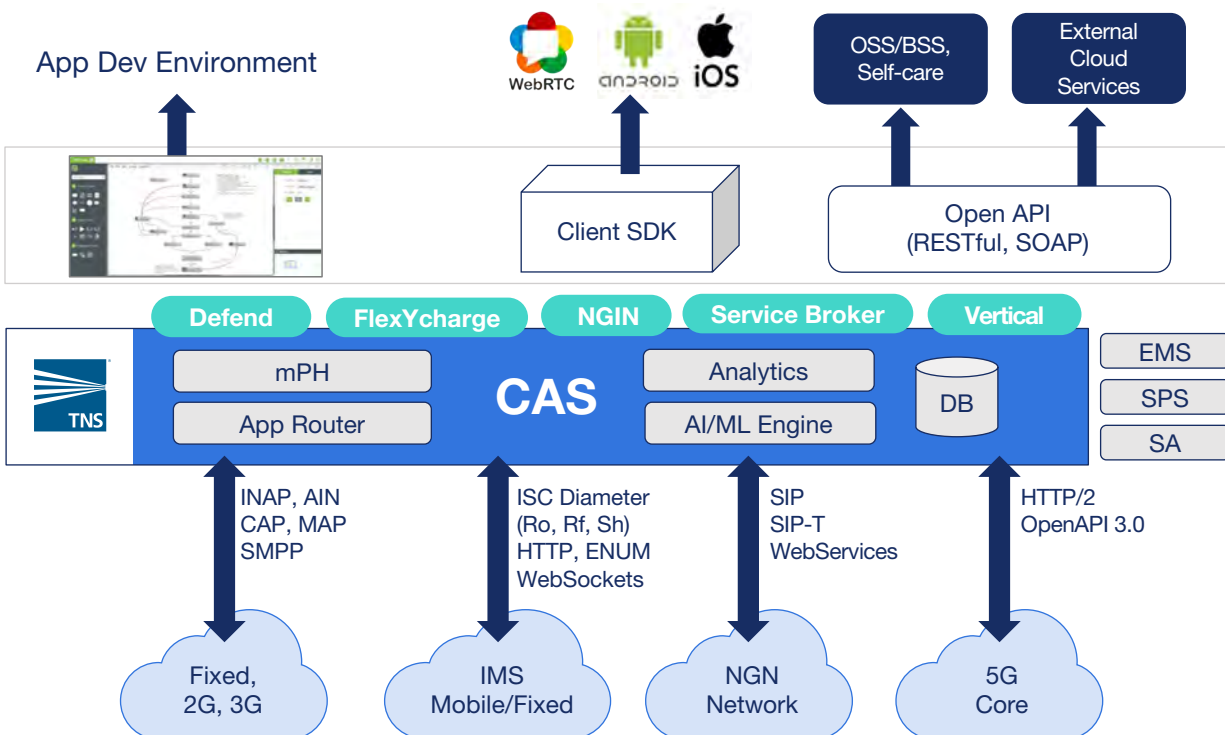 App Dev Environment
WebRTC
ANDROID
iOS
OSS/BSS,
Self-care
External
Cloud
Services
Client SDK
Open API
(RESTful, SOAP)
Defend
FlexYcharge
NGIN
Service Broker
Vertical
TNS
mPH
App Router
CAS
Analytics
AI/ML Engine
DB
EMS
SPS
SA
INAP, AIN
CAP, MAP
SMPP
ISC Diameter
(Ro, Rf, Sh)
HTTP, ENUM
WebSockets
SIP
SIP-T
WebServices
HTTP/2
OpenAPI 3.0
Fixed,
2G, 3G
IMS
Mobile/Fixed
NGN
Network
5G
Core